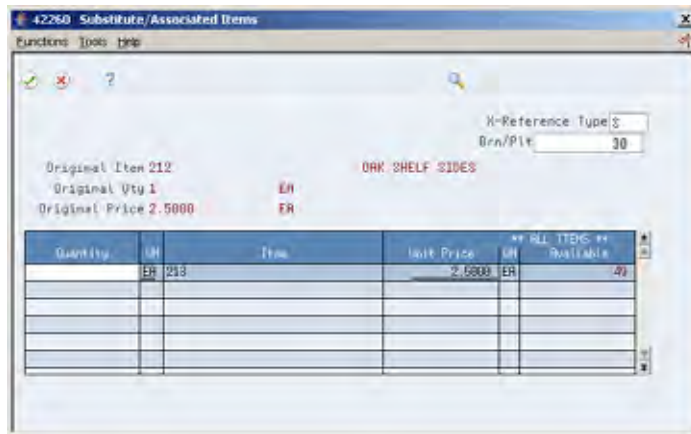 42260 Substitute/Associated Items
Functions Tools Help
?
X-Reference Type S
Brn/Plt 30
Original Item 212 OAK SHELF SIDES
Original Qty 1 EA
Original Price 2.5000 EA
** ALL ITEMS **
Quantity UM Item Unit Price UM Available
EA 213 2.5000 EA 49